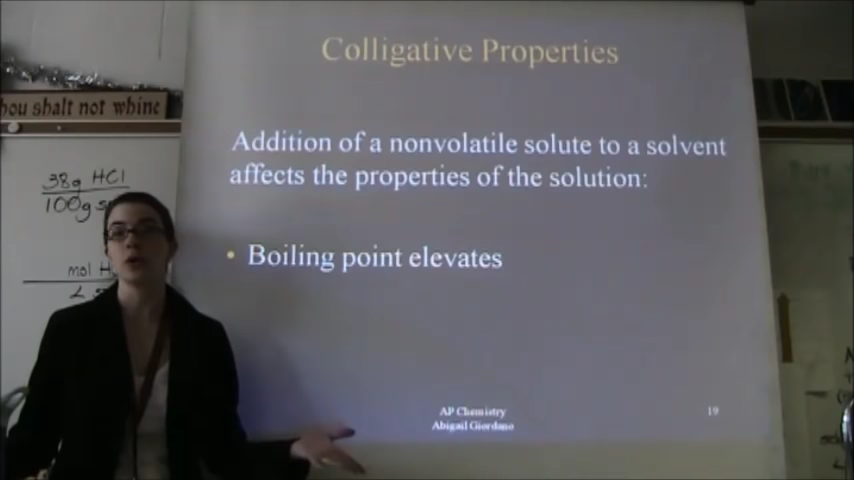 Colligative Properties
hou shalt not whine
Addition of a nonvolatile solute to a solvent
affects the properties of the solution:
38g HCl
100g s
• Boiling point elevates
mol H
L s
AP Chemistry
Abigail Giordano
19